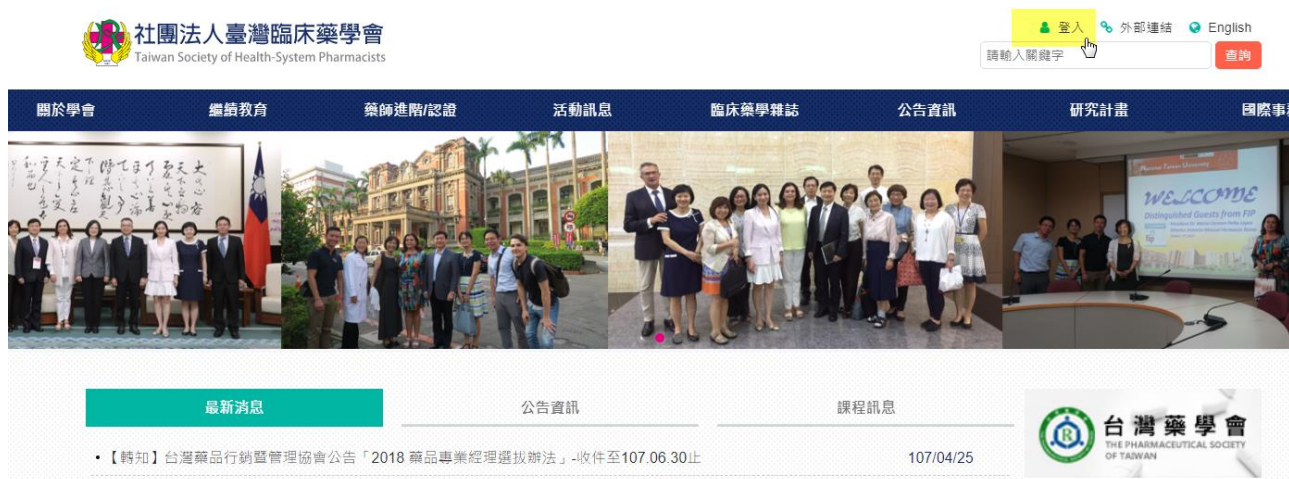 社團法人臺灣臨床藥學會
Taiwan Society of Health-System Pharmacists
登入 外部連結 English
請輸入關鍵字 查詢
關於學會 繼續教育 藥師進階/認證 活動訊息 臨床藥學雜誌 公告資訊 研究計畫 國際事
WELCOME
Distinguished Guests from FIP
最新消息 公告資訊 課程訊息
•【轉知】台灣藥品行銷暨管理協會公告「2018 藥品專業經理選拔辦法」-收件至107.06.30止 107/04/25
台灣藥學會
THE PHARMACEUTICAL SOCIETY
OF TAIWAN